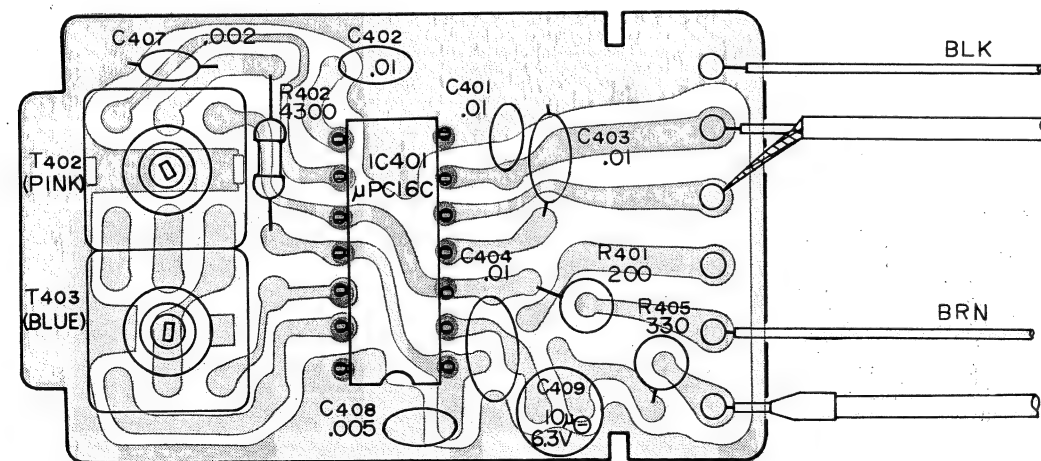 C407
.002
C402
.01
BLK
R402
4300
C401
.01
C403
.01
T402
(PINK)
IC401
μPC16C
C404
.01
R401
200
T403
(BLUE)
R405
330
BRN
C409
10μ
6.3V
C408
.005